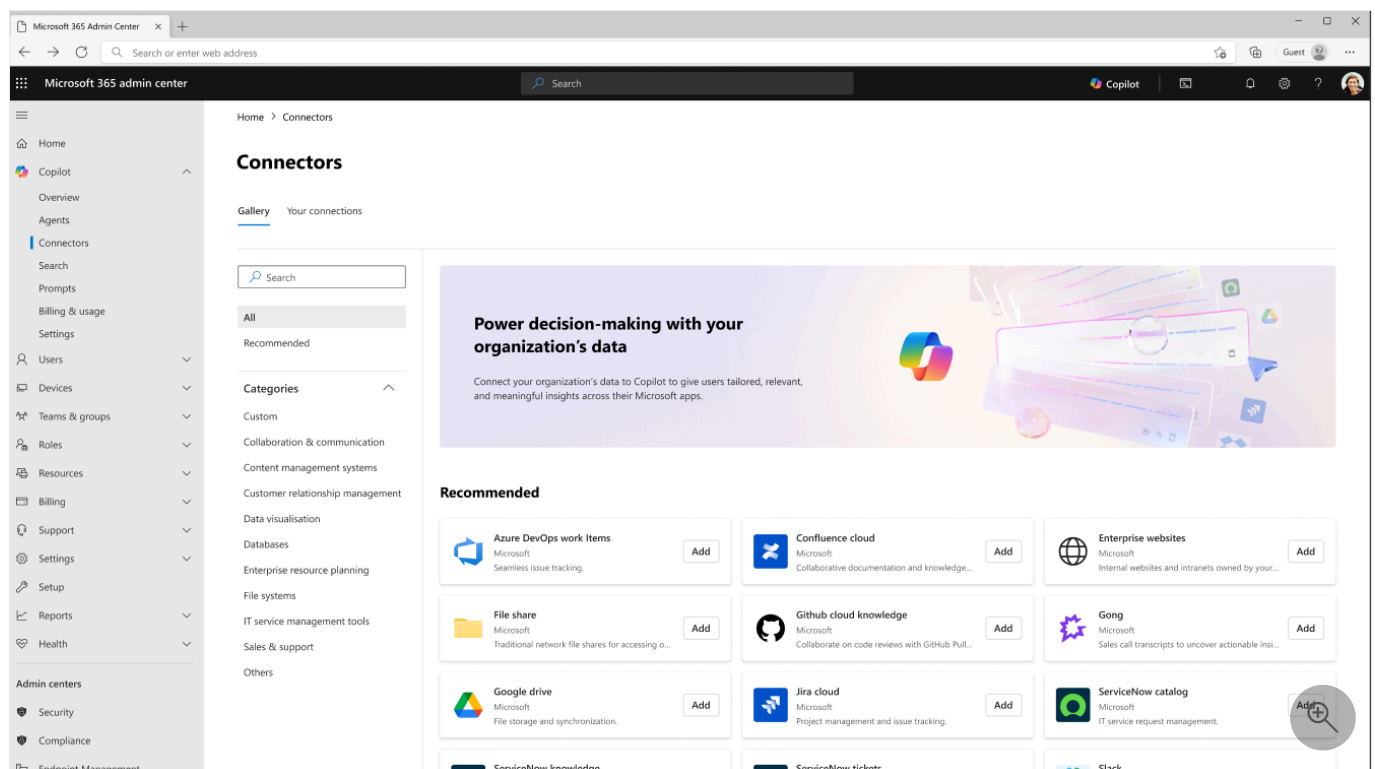 Microsoft 365 Admin Center
Search or enter web address
Guest
Microsoft 365 admin center
Search
Copilot
Home
Copilot
Overview
Agents
Connectors
Search
Prompts
Billing & usage
Settings
Users
Devices
Teams & groups
Roles
Resources
Billing
Support
Settings
Setup
Reports
Health
Admin centers
Security
Compliance
Endpoint Management
Home > Connectors
Connectors
Gallery Your connections
Search
All
Recommended
Categories
Custom
Collaboration & communication
Content management systems
Customer relationship management
Data visualisation
Databases
Enterprise resource planning
File systems
IT service management tools
Sales & support
Others
Power decision-making with your
organization's data
Connect your organization's data to Copilot to give users tailored, relevant,
and meaningful insights across their Microsoft apps.
Recommended
Azure DevOps work Items
Microsoft
Seamless issue tracking.
Add
Confluence cloud
Microsoft
Collaborative documentation and knowledge...
Add
Enterprise websites
Microsoft
Internal websites and intranets owned by your...
Add
File share
Microsoft
Traditional network file shares for accessing o...
Add
Github cloud knowledge
Microsoft
Collaborate on code reviews with GitHub Pull...
Add
Gong
Microsoft
Sales call transcripts to uncover actionable insi...
Add
Google drive
Microsoft
File storage and synchronization.
Add
Jira cloud
Microsoft
Project management and issue tracking.
Add
ServiceNow catalog
Microsoft
IT service request management.
Add
ServiceNow knowledge
ServiceNow tickets
Slack